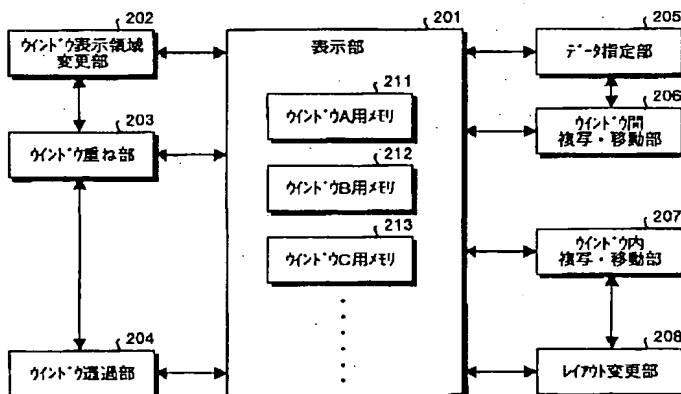 202
ウインドウ表示領域
変更部
203
ウインドウ重ね部
204
ウインドウ透過部
201
表示部
211
ウインドウA用メモリ
212
ウインドウB用メモリ
213
ウインドウC用メモリ
205
データ指定部
206
ウインドウ間
複写・移動部
207
ウインドウ内
複写・移動部
208
レイアウト変更部